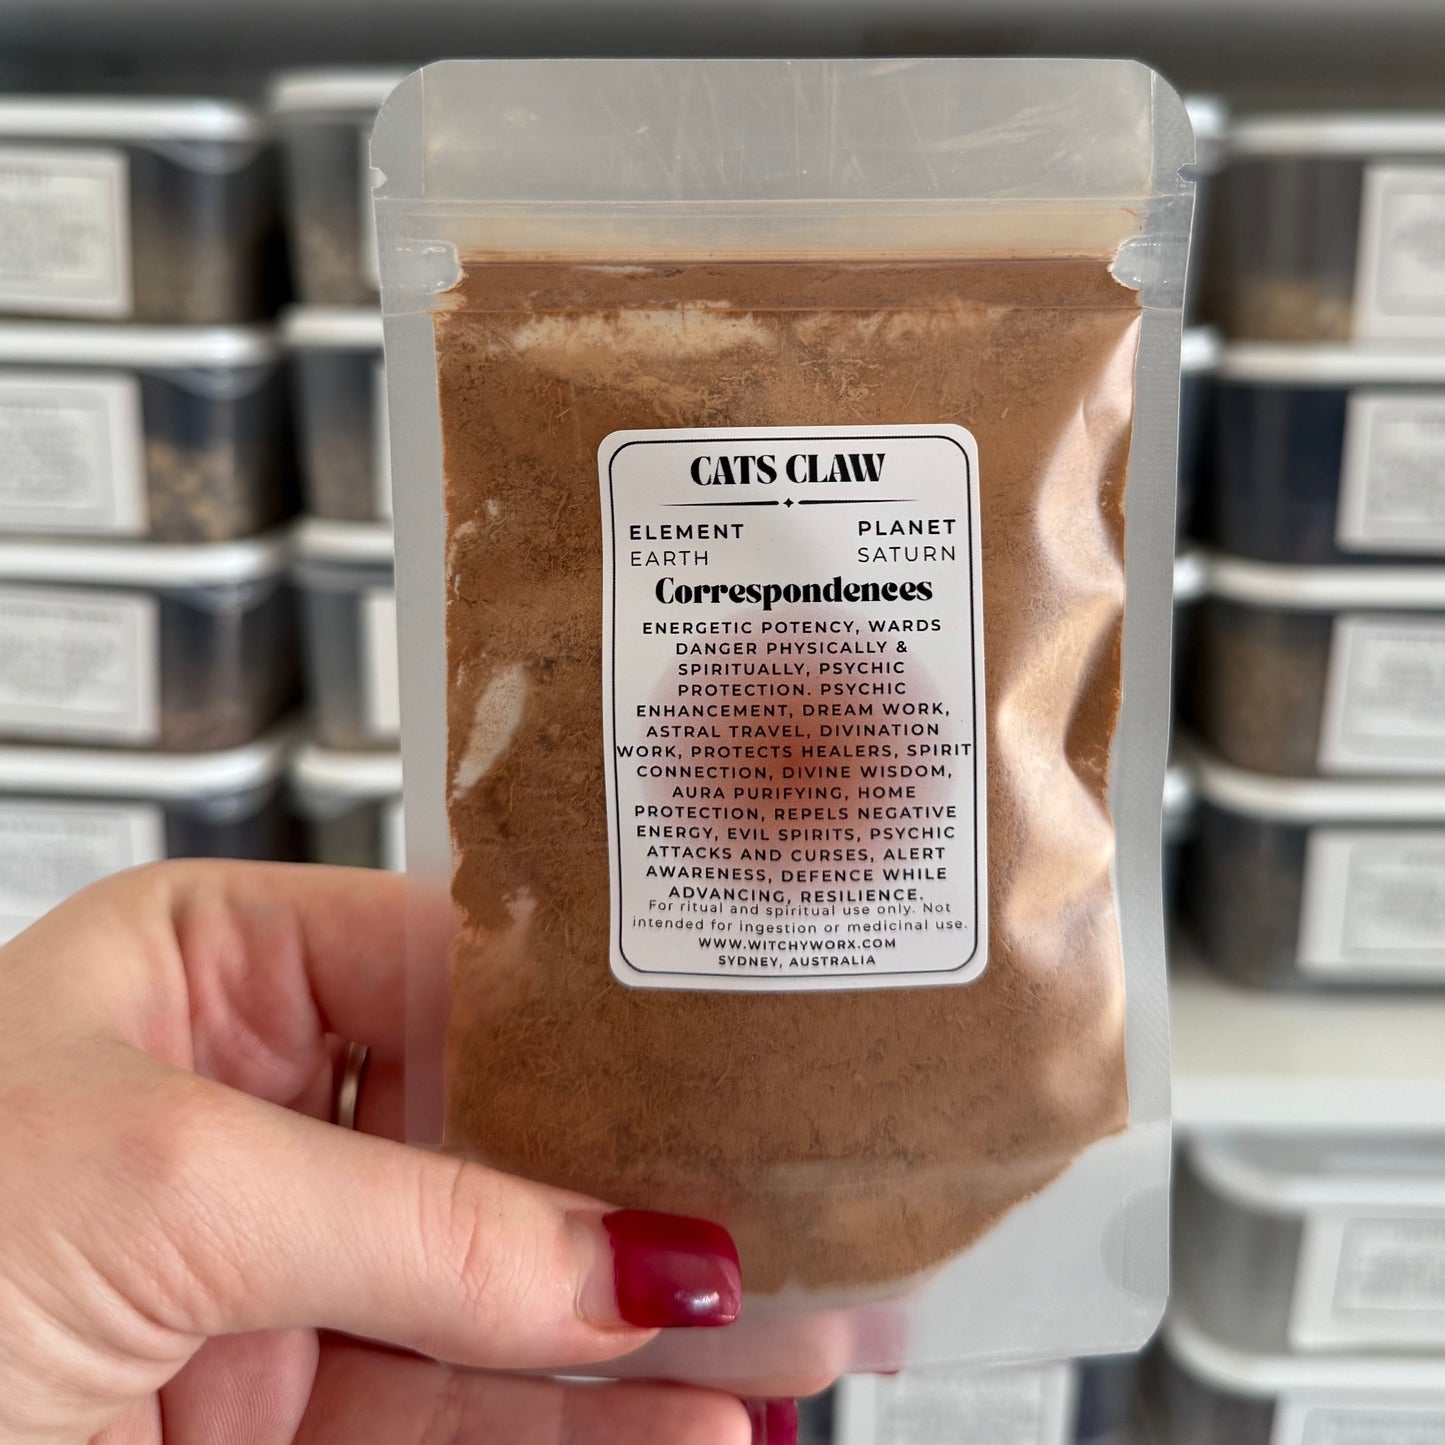 CATS CLAW
ELEMENT PLANET
EARTH SATURN
Correspondences
ENERGETIC POTENCY, WARDS
DANGER PHYSICALLY &
SPIRITUALLY, PSYCHIC
PROTECTION. PSYCHIC
ENHANCEMENT, DREAM WORK,
ASTRAL TRAVEL, DIVINATION
WORK, PROTECTS HEALERS, SPIRIT
CONNECTION, DIVINE WISDOM,
AURA PURIFYING, HOME
PROTECTION, REPELS NEGATIVE
ENERGY, EVIL SPIRITS, PSYCHIC
ATTACKS AND CURSES, ALERT
AWARENESS, DEFENCE WHILE
ADVANCING, RESILIENCE.
For ritual and spiritual use only. Not
intended for ingestion or medicinal use.
WWW.WITCHYWORX.COM
SYDNEY, AUSTRALIA